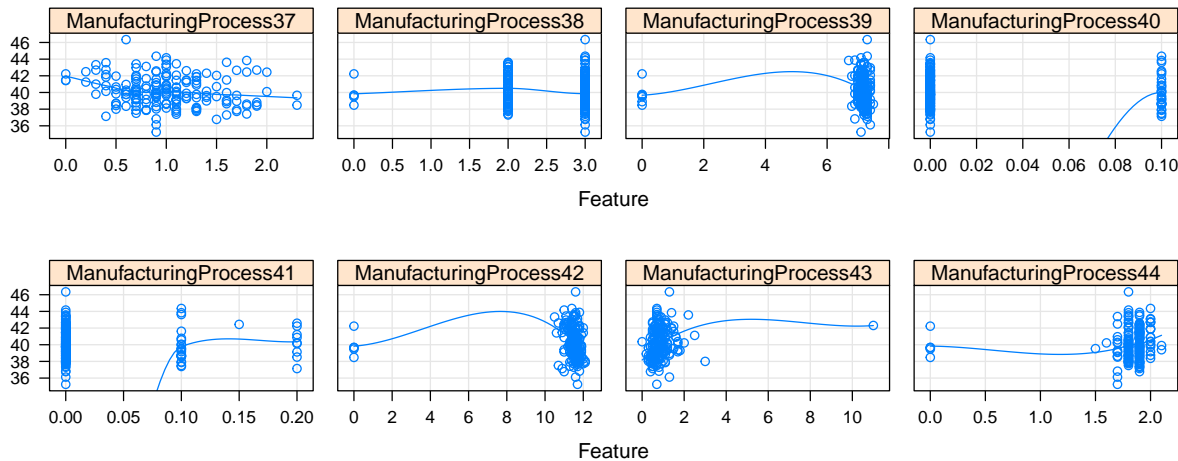 ManufacturingProcess37 ManufacturingProcess38 ManufacturingProcess39 ManufacturingProcess40
46
44
42
40
38
36
0.0 0.5 1.0 1.5 2.0 0.0 0.5 1.0 1.5 2.0 2.5 3.0 0 2 4 6 0.00 0.02 0.04 0.06 0.08 0.10
Feature
ManufacturingProcess41 ManufacturingProcess42 ManufacturingProcess43 ManufacturingProcess44
46
44
42
40
38
36
0.00 0.05 0.10 0.15 0.20 0 2 4 6 8 10 12 0 2 4 6 8 10 0.0 0.5 1.0 1.5 2.0
Feature